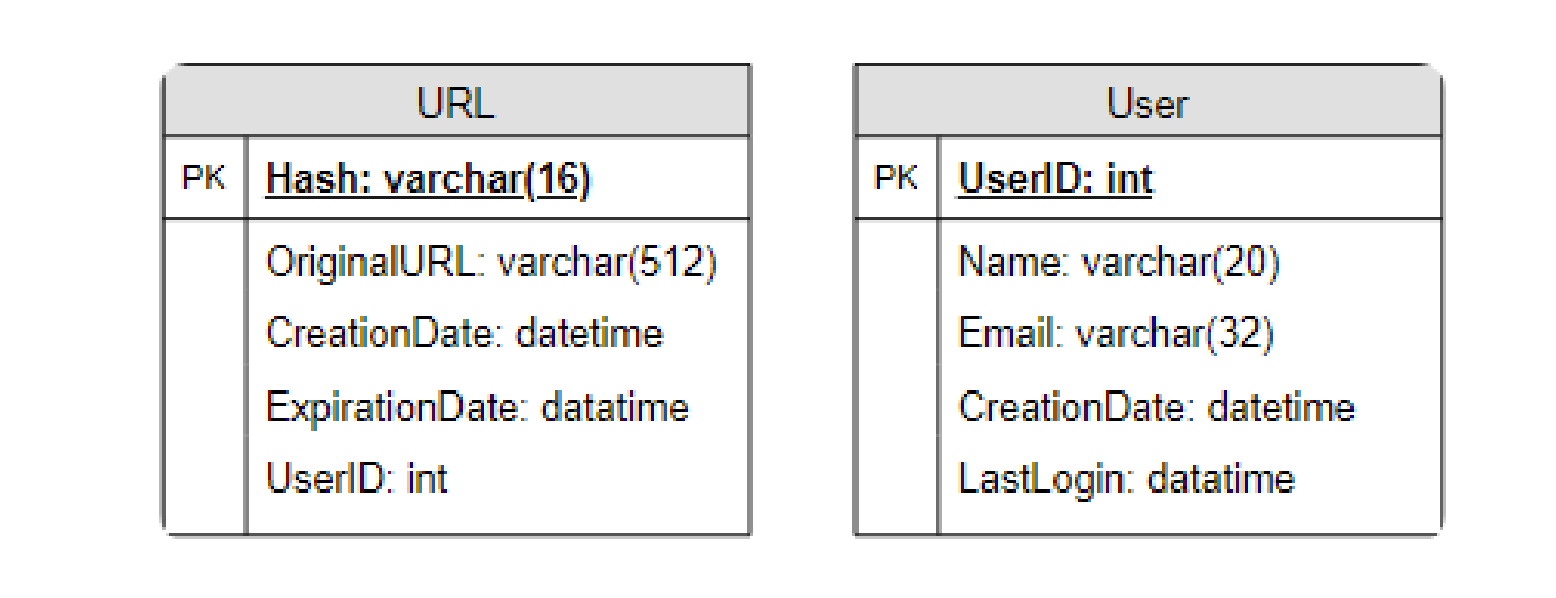 URL
PK Hash: varchar(16)
OriginalURL: varchar(512)
CreationDate: datetime
ExpirationDate: datatime
UserID: int
User
PK UserID: int
Name: varchar(20)
Email: varchar(32)
CreationDate: datetime
LastLogin: datatime